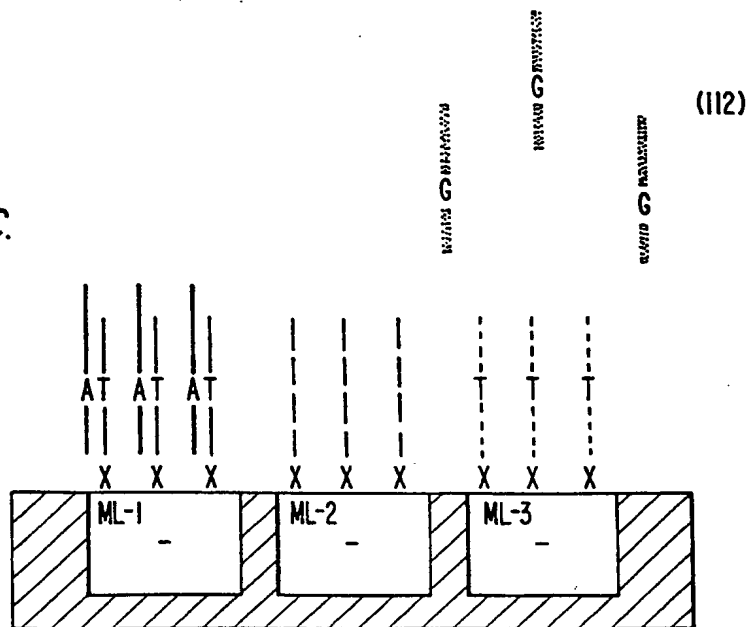 G
(112)
G
G
A T A T A T
T T T
X X X X X X X X X
ML-1 ML-2 ML-3
- - -